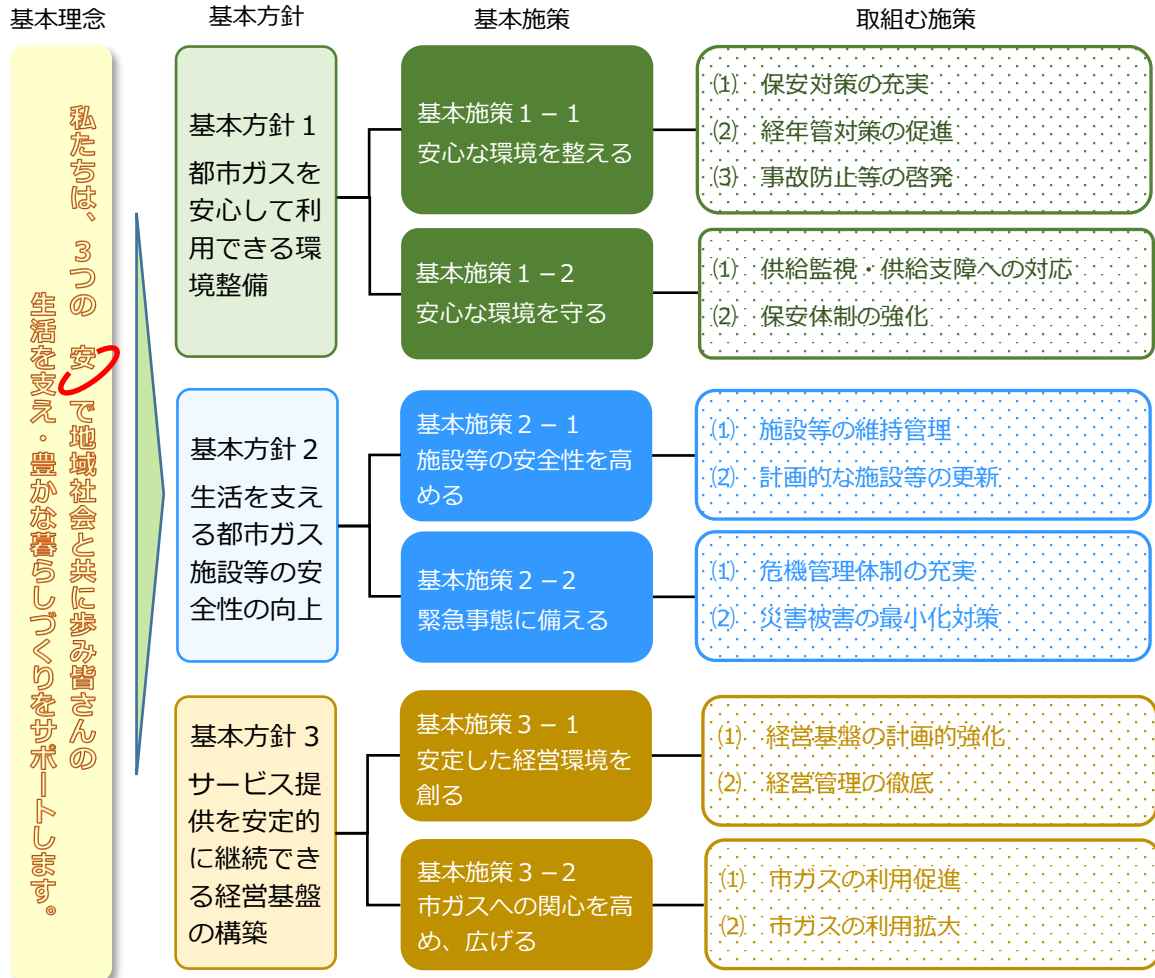 基本理念
基本方針
基本施策
取組む施策
私たちは、3つの 安 で地域社会と共に歩み皆さんの
生活を支え・豊かな暮らしづくりをサポートします。
基本方針1
都市ガスを
安心して利
用できる環
境整備
基本施策1-1
安心な環境を整える
⑴ 保安対策の充実
⑵ 経年管対策の促進
⑶ 事故防止等の啓発
基本施策1-2
安心な環境を守る
⑴ 供給監視・供給支障への対応
⑵ 保安体制の強化
基本方針2
生活を支え
る都市ガス
施設等の安
全性の向上
基本施策2-1
施設等の安全性を高
める
⑴ 施設等の維持管理
⑵ 計画的な施設等の更新
基本施策2-2
緊急事態に備える
⑴ 危機管理体制の充実
⑵ 災害被害の最小化対策
基本方針3
サービス提
供を安定的
に継続でき
る経営基盤
の構築
基本施策3-1
安定した経営環境を
創る
⑴ 経営基盤の計画的強化
⑵ 経営管理の徹底
基本施策3-2
市ガスへの関心を高
め、広げる
⑴ 市ガスの利用促進
⑵ 市ガスの利用拡大